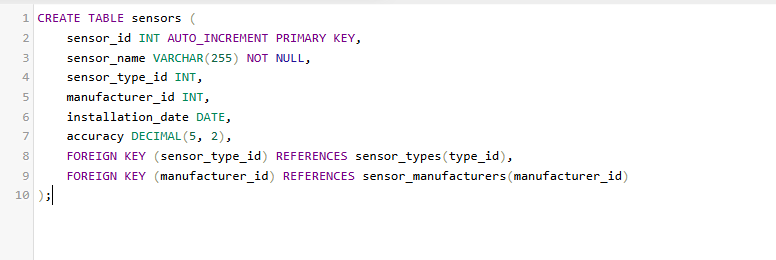 1 CREATE TABLE sensors (
2     sensor_id INT AUTO_INCREMENT PRIMARY KEY,
3     sensor_name VARCHAR(255) NOT NULL,
4     sensor_type_id INT,
5     manufacturer_id INT,
6     installation_date DATE,
7     accuracy DECIMAL(5, 2),
8     FOREIGN KEY (sensor_type_id) REFERENCES sensor_types(type_id),
9     FOREIGN KEY (manufacturer_id) REFERENCES sensor_manufacturers(manufacturer_id)
10 );